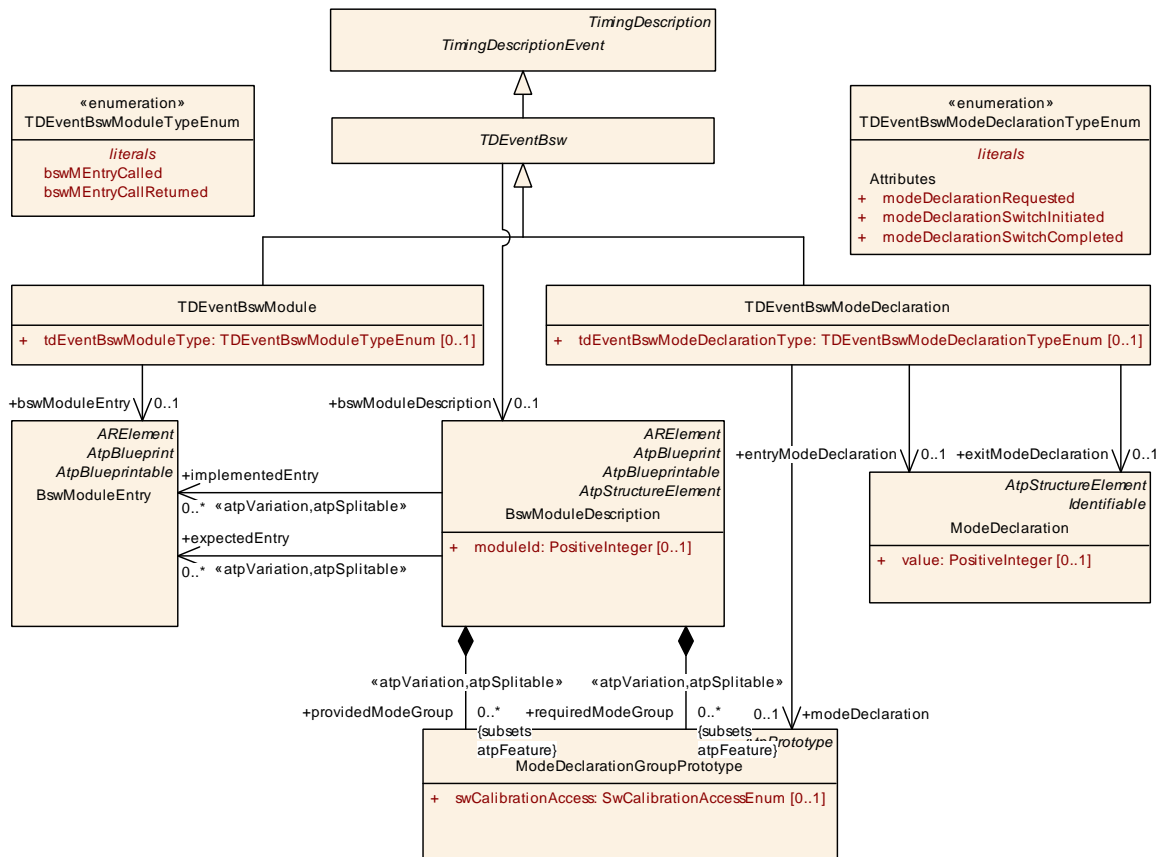 TimingDescription
TimingDescriptionEvent
«enumeration»
TDEventBswModuleTypeEnum
literals
bswMEntryCalled
bswMEntryCallReturned
TDEventBsw
«enumeration»
TDEventBswModeDeclarationTypeEnum
literals
Attributes
+ modeDeclarationRequested
+ modeDeclarationSwitchInitiated
+ modeDeclarationSwitchCompleted
TDEventBswModule
+ tdEventBswModuleType: TDEventBswModuleTypeEnum [0..1]
TDEventBswModeDeclaration
+ tdEventBswModeDeclarationType: TDEventBswModeDeclarationTypeEnum [0..1]
+bswModuleEntry
0..1
+bswModuleDescription
0..1
+entryModeDeclaration
0..1
+exitModeDeclaration
0..1
ARElement
AtpBlueprint
AtpBlueprintable
BswModuleEntry
+implementedEntry
0..* «atpVariation,atpSplitable»
+expectedEntry
0..* «atpVariation,atpSplitable»
ARElement
AtpBlueprint
AtpBlueprintable
AtpStructureElement
BswModuleDescription
+ moduleId: PositiveInteger [0..1]
AtpStructureElement
Identifiable
ModeDeclaration
+ value: PositiveInteger [0..1]
«atpVariation,atpSplitable»
+providedModeGroup
0..*
{subsets
atpFeature}
«atpVariation,atpSplitable»
+requiredModeGroup
0..*
{subsets
atpFeature}
0..1
+modeDeclaration
AtpPrototype
ModeDeclarationGroupPrototype
+ swCalibrationAccess: SwCalibrationAccessEnum [0..1]